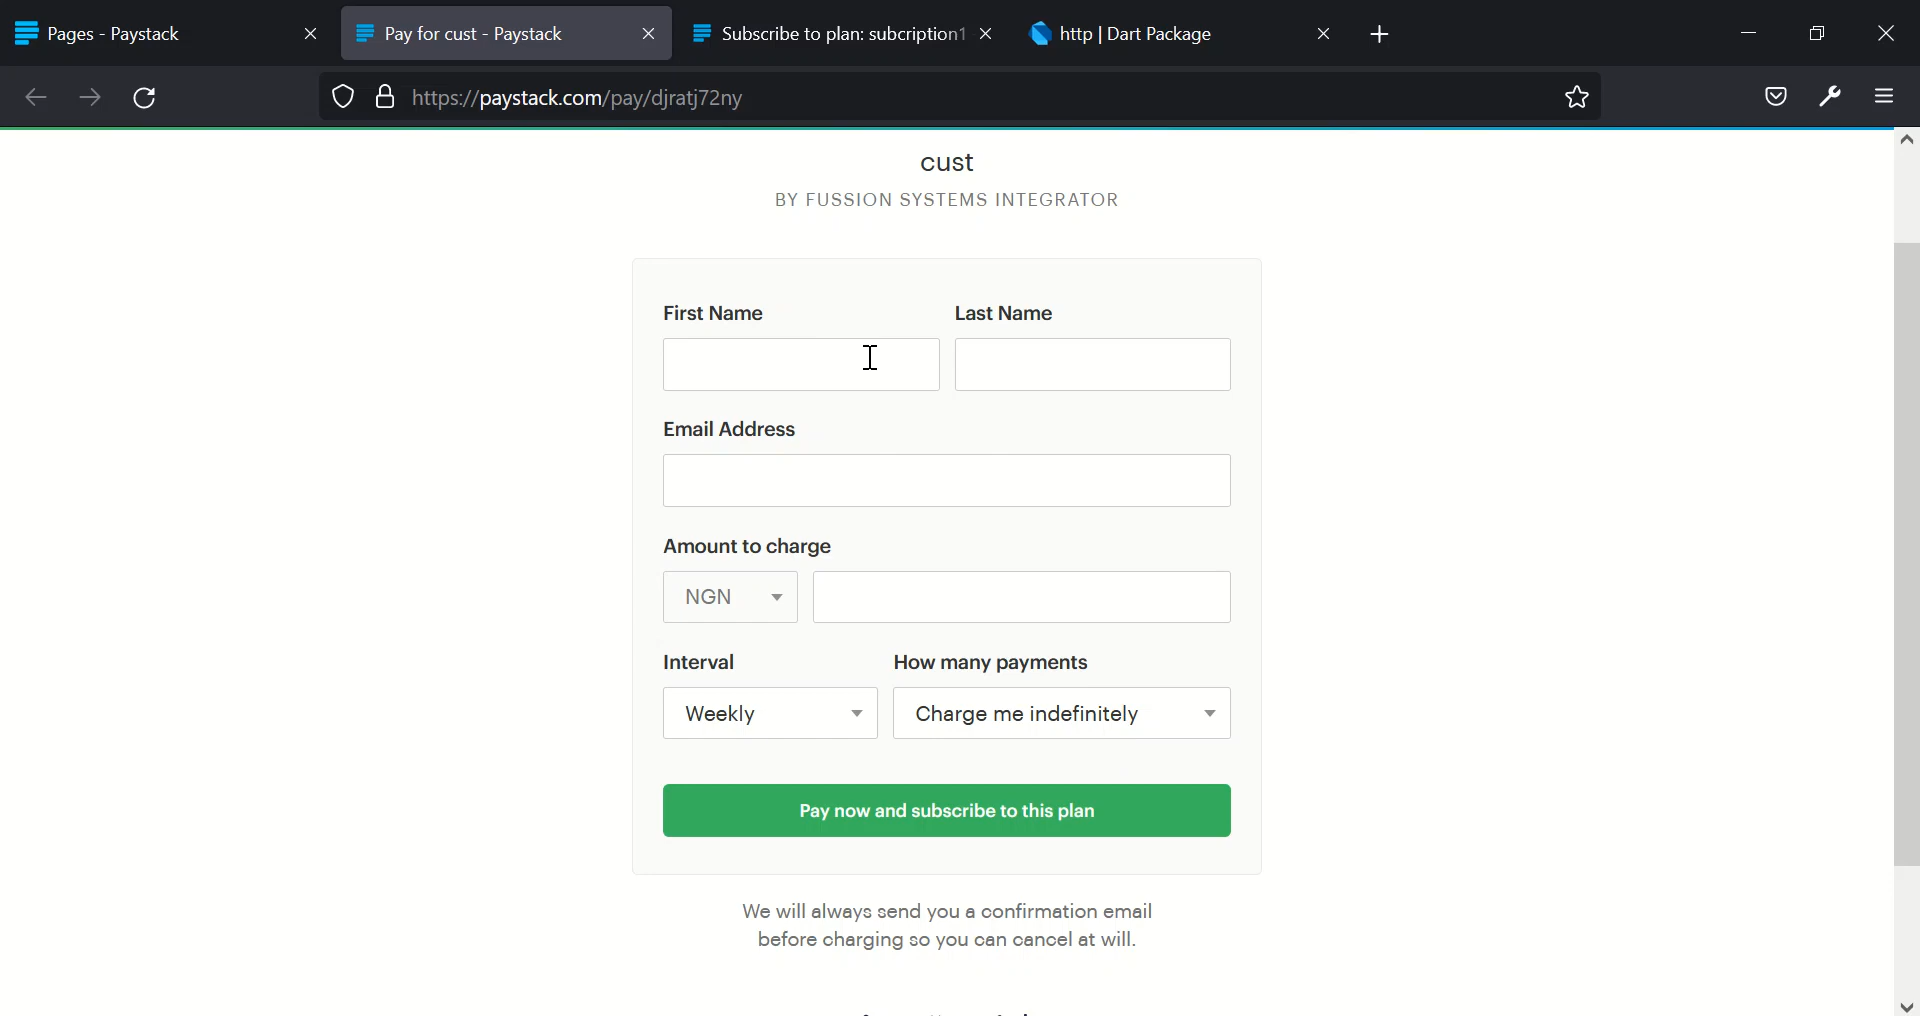 Pages - Paystack
Pay for cust - Paystack
Subscribe to plan: subcription1
http | Dart Package
https://paystack.com/pay/djratj72ny
cust
BY FUSSION SYSTEMS INTEGRATOR
First Name
Last Name
Email Address
Amount to charge
NGN
Interval
How many payments
Weekly
Charge me indefinitely
Pay now and subscribe to this plan
We will always send you a confirmation email
before charging so you can cancel at will.